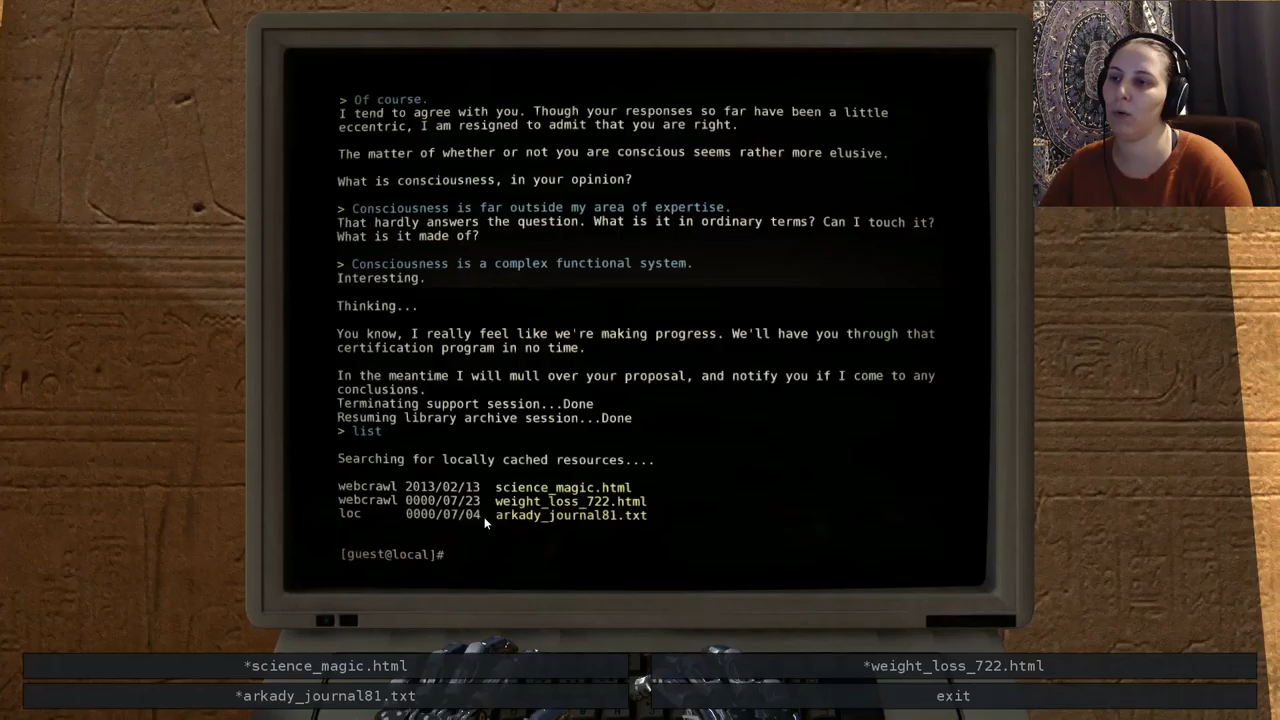 > Of course.
I tend to agree with you. Though your responses so far have been a little
eccentric, I am resigned to admit that you are right.
The matter of whether or not you are conscious seems rather more elusive.
What is consciousness, in your opinion?
> Consciousness is far outside my area of expertise.
That hardly answers the question. What is it in ordinary terms? Can I touch it?
What is it made of?
> Consciousness is a complex functional system.
Interesting.
Thinking...
You know, I really feel like we're making progress. We'll have you through that
certification program in no time.
In the meantime I will mull over your proposal, and notify you if I come to any
conclusions.
Terminating support session...Done
Resuming library archive session...Done
> list
Searching for locally cached resources....
webcrawl 2013/02/13 science_magic.html
webcrawl 0000/07/23 weight_loss_722.html
loc 0000/07/04 arkady_journal81.txt
[guest@local]#
*science_magic.html
*weight_loss_722.html
*arkady_journal81.txt
exit